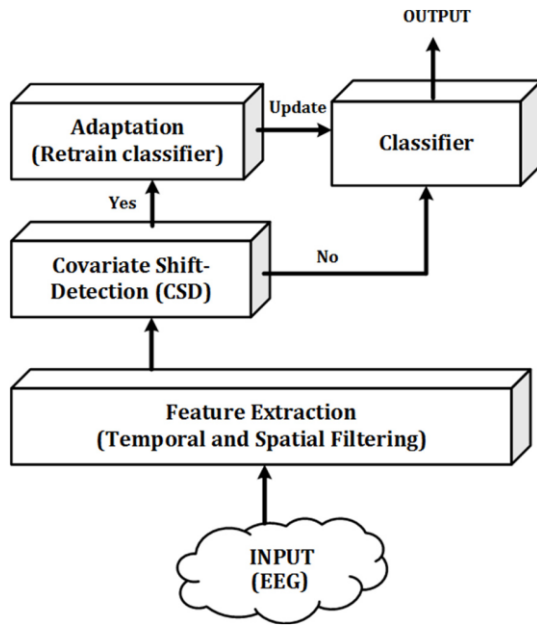 OUTPUT
Adaptation
(Retrain classifier)
Update
Classifier
Yes
Covariate Shift-
Detection (CSD)
No
Feature Extraction
(Temporal and Spatial Filtering)
INPUT
(EEG)